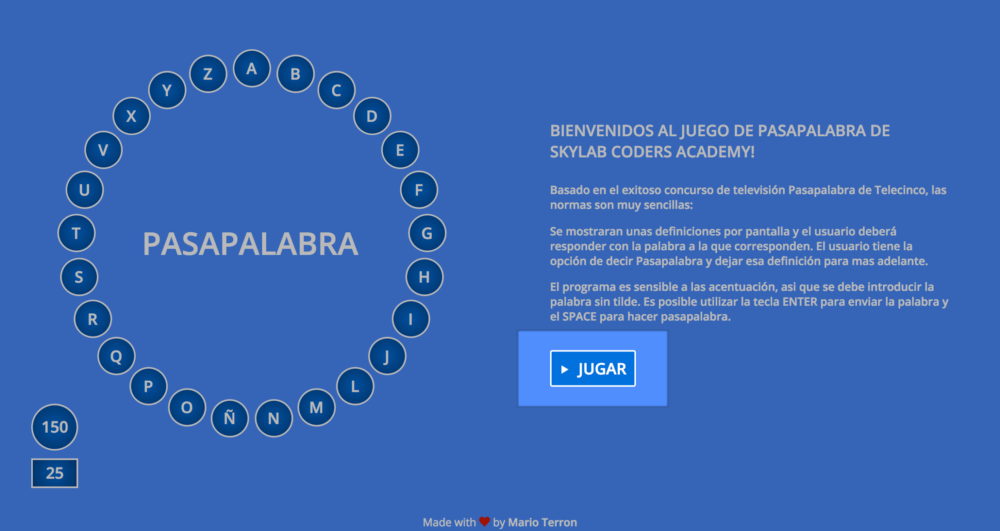 A
B
C
D
E
F
G
H
I
J
L
M
N
Ñ
O
P
Q
R
S
T
U
V
X
Y
Z
PASAPALABRA
150
25
BIENVENIDOS AL JUEGO DE PASAPALABRA DE
SKYLAB CODERS ACADEMY!
Basado en el exitoso concurso de televisión Pasapalabra de Telecinco, las
normas son muy sencillas:
Se mostraran unas definiciones por pantalla y el usuario deberá
responder con la palabra a la que corresponden. El usuario tiene la
opción de decir Pasapalabra y dejar esa definición para mas adelante.
El programa es sensible a las acentuación, asi que se debe introducir la
palabra sin tilde. Es posible utilizar la tecla ENTER para enviar la palabra y
el SPACE para hacer pasapalabra.
JUGAR
Made with ❤ by Mario Terron